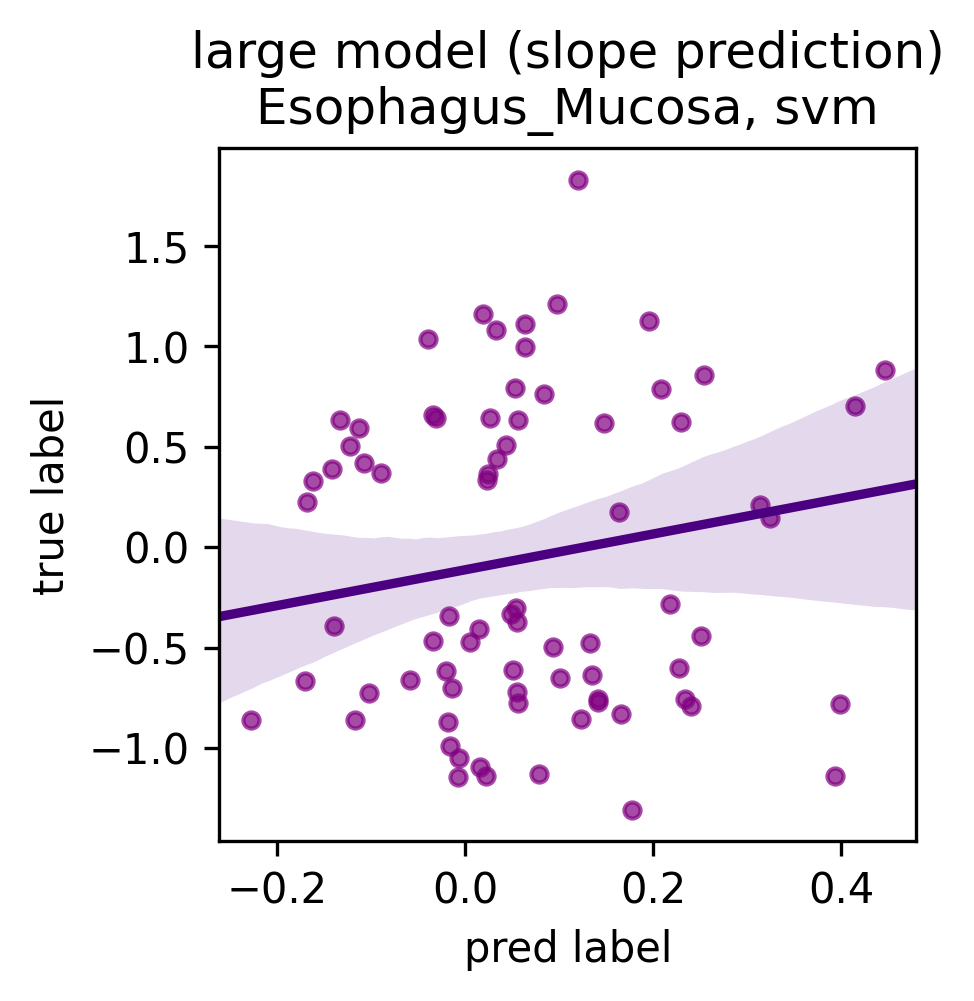 large model (slope prediction)
Esophagus_Mucosa, svm
1.5
1.0
0.5
0.0
−0.5
−1.0
true label
−0.2
0.0
0.2
0.4
pred label